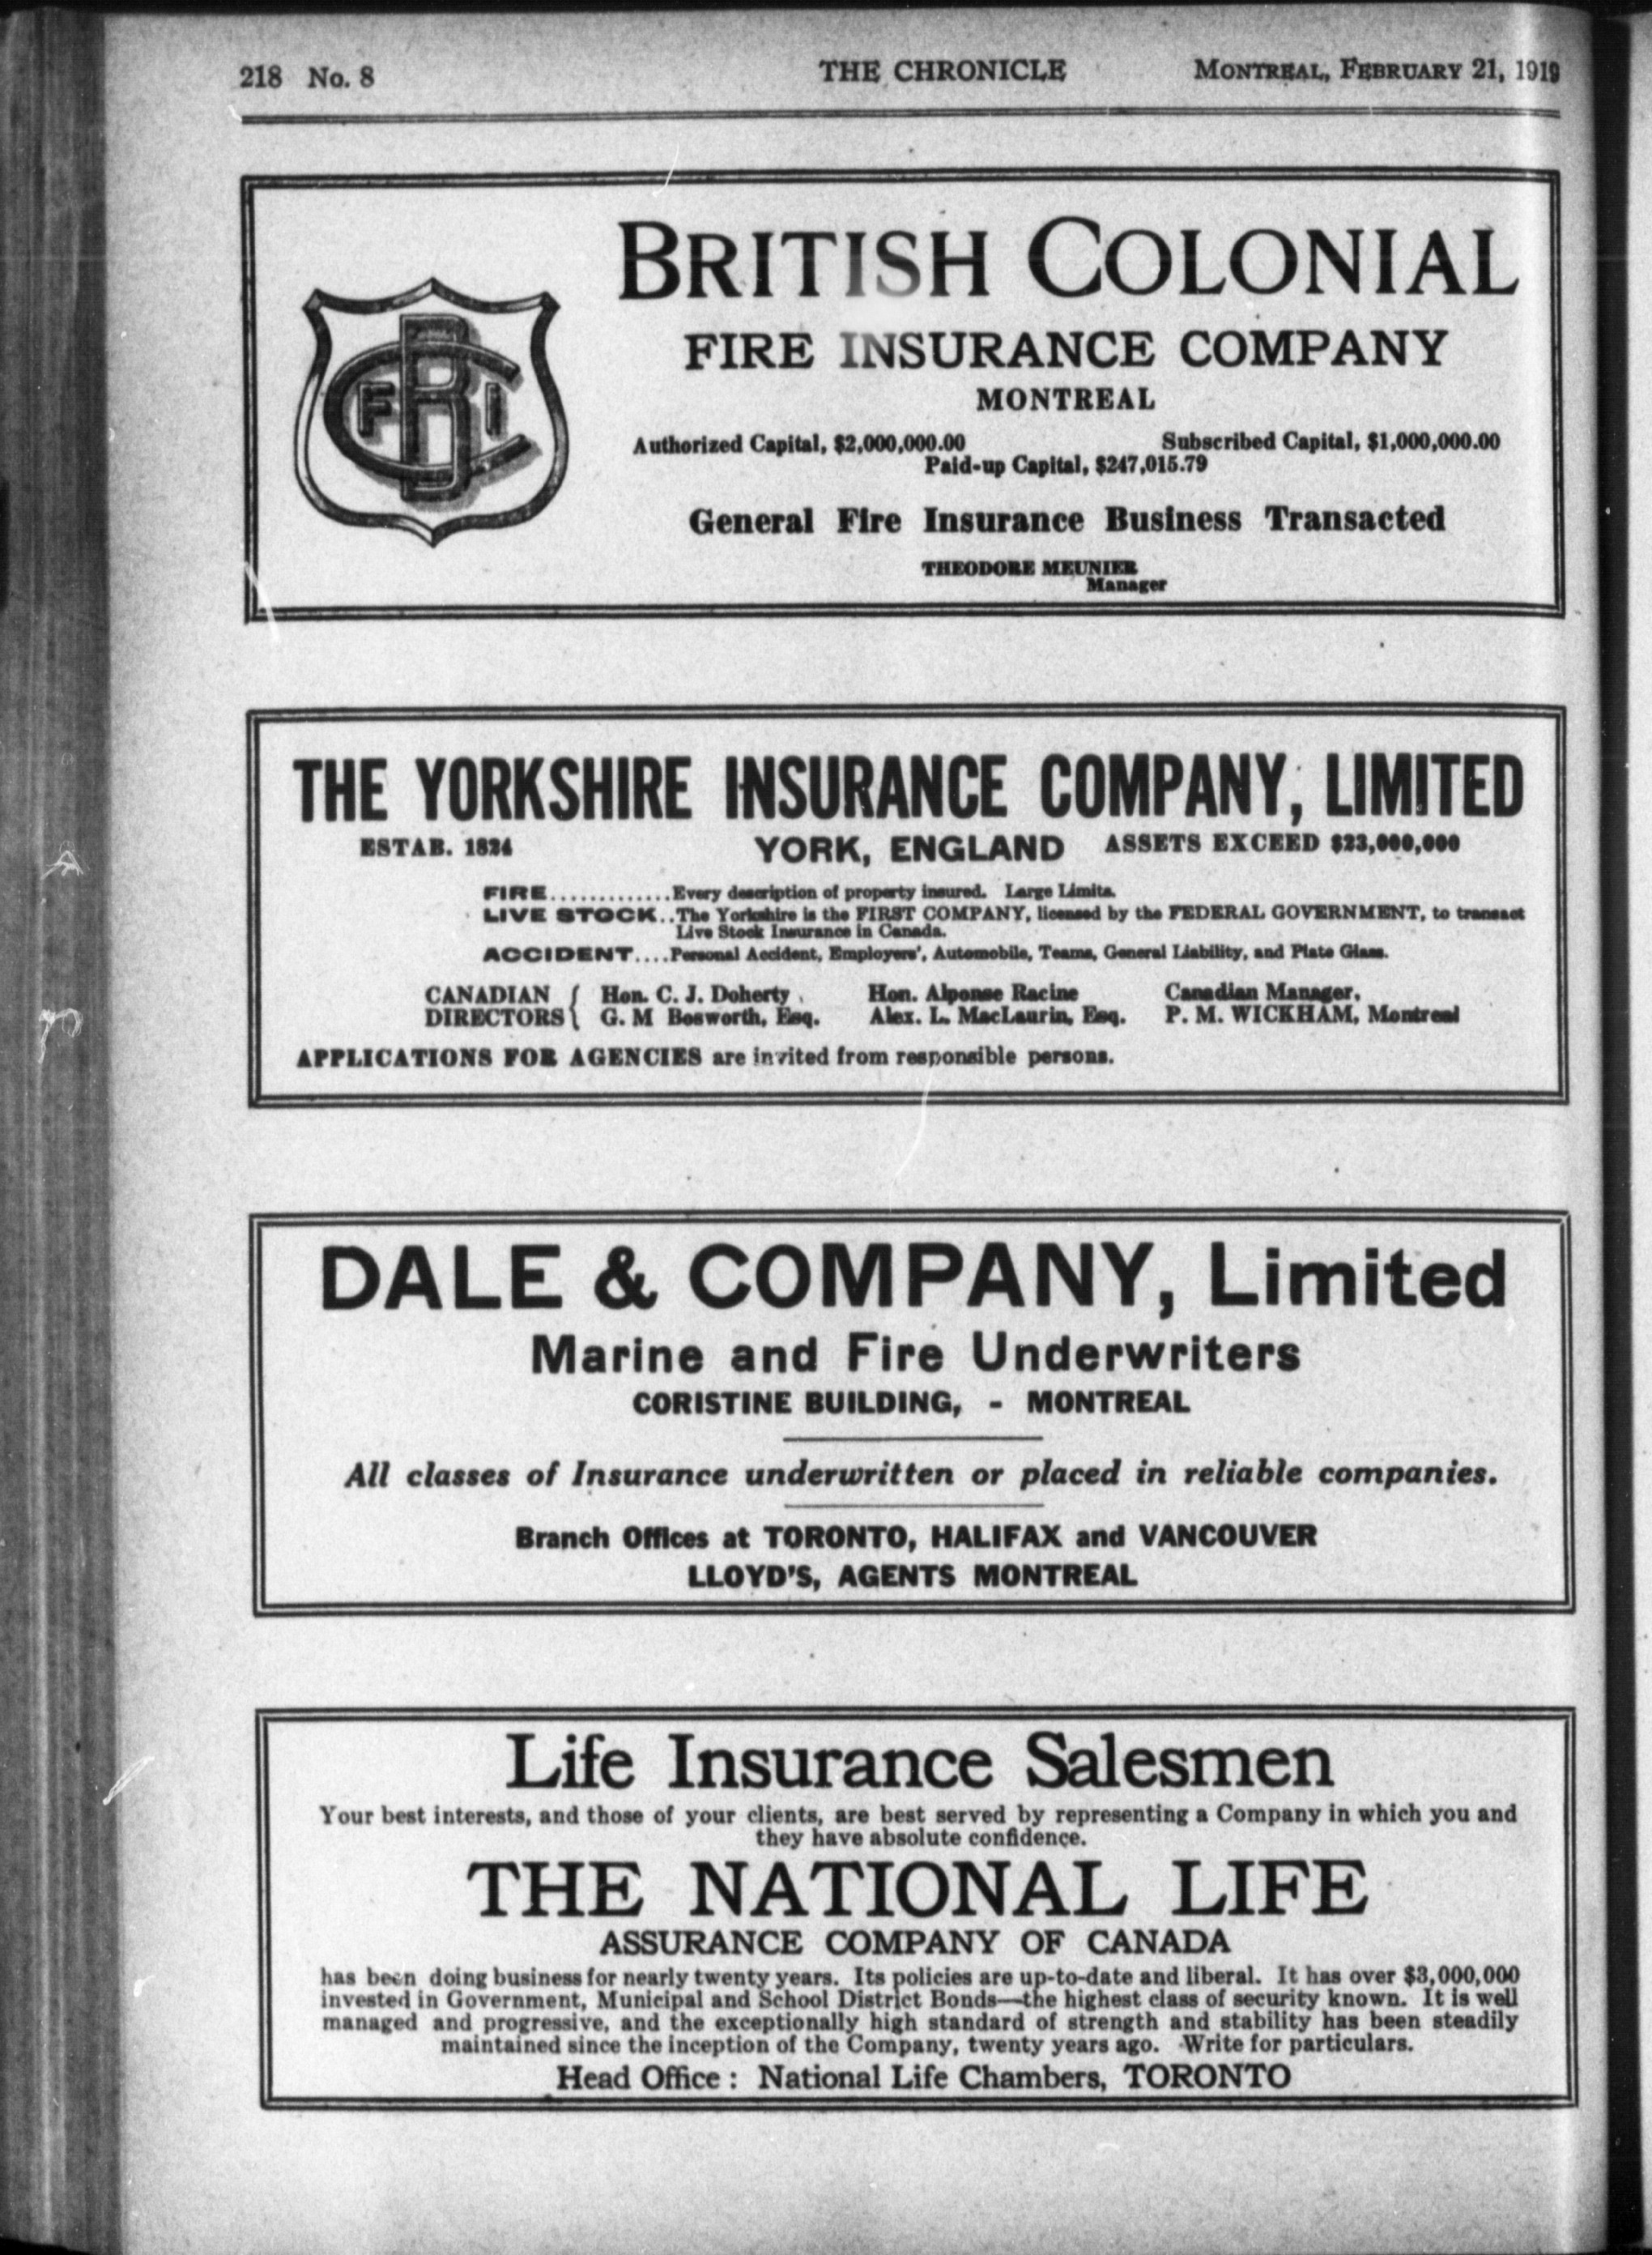 218 No. 8 THE CHRONICLE MONTREAL, FEBRUARY 21, 1919
BRITISH COLONIAL
FIRE INSURANCE COMPANY
MONTREAL
Authorized Capital, $2,000,000.00 Subscribed Capital, $1,000,000.00
Paid-up Capital, $247,015.79
General Fire Insurance Business Transacted
THEODORE MEUNIER
Manager
B C F I
THE YORKSHIRE INSURANCE COMPANY, LIMITED
ESTAB. 1824 YORK, ENGLAND ASSETS EXCEED $23,000,000
FIRE.............Every description of property insured. Large Limits.
LIVE STOCK..The Yorkshire is the FIRST COMPANY, licensed by the FEDERAL GOVERNMENT, to transact
Live Stock Insurance in Canada.
ACCIDENT....Personal Accident, Employers', Automobile, Teams, General Liability, and Plate Glass.
CANADIAN { Hon. C. J. Doherty Hon. Alponse Racine Canadian Manager,
DIRECTORS { G. M Bosworth, Esq. Alex. L. MacLaurin, Esq. P. M. WICKHAM, Montreal
APPLICATIONS FOR AGENCIES are invited from responsible persons.
DALE & COMPANY, Limited
Marine and Fire Underwriters
CORISTINE BUILDING, - MONTREAL
All classes of Insurance underwritten or placed in reliable companies.
Branch Offices at TORONTO, HALIFAX and VANCOUVER
LLOYD'S, AGENTS MONTREAL
Life Insurance Salesmen
Your best interests, and those of your clients, are best served by representing a Company in which you and
they have absolute confidence.
THE NATIONAL LIFE
ASSURANCE COMPANY OF CANADA
has been doing business for nearly twenty years. Its policies are up-to-date and liberal. It has over $3,000,000
invested in Government, Municipal and School District Bonds—the highest class of security known. It is well
managed and progressive, and the exceptionally high standard of strength and stability has been steadily
maintained since the inception of the Company, twenty years ago. Write for particulars.
Head Office : National Life Chambers, TORONTO